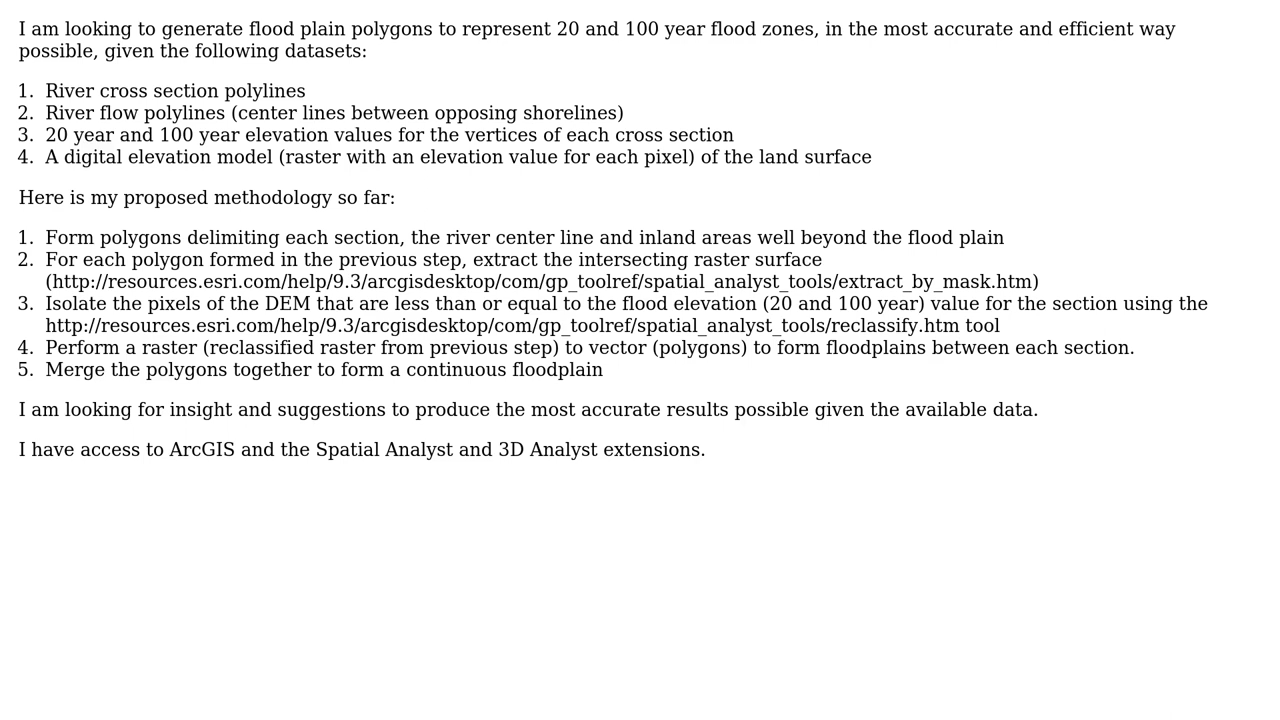 I am looking to generate flood plain polygons to represent 20 and 100 year flood zones, in the most accurate and efficient way
possible, given the following datasets:
1. River cross section polylines
2. River flow polylines (center lines between opposing shorelines)
3. 20 year and 100 year elevation values for the vertices of each cross section
4. A digital elevation model (raster with an elevation value for each pixel) of the land surface
Here is my proposed methodology so far:
1. Form polygons delimiting each section, the river center line and inland areas well beyond the flood plain
2. For each polygon formed in the previous step, extract the intersecting raster surface
(http://resources.esri.com/help/9.3/arcgisdesktop/com/gp_toolref/spatial_analyst_tools/extract_by_mask.htm)
3. Isolate the pixels of the DEM that are less than or equal to the flood elevation (20 and 100 year) value for the section using the
http://resources.esri.com/help/9.3/arcgisdesktop/com/gp_toolref/spatial_analyst_tools/reclassify.htm tool
4. Perform a raster (reclassified raster from previous step) to vector (polygons) to form floodplains between each section.
5. Merge the polygons together to form a continuous floodplain
I am looking for insight and suggestions to produce the most accurate results possible given the available data.
I have access to ArcGIS and the Spatial Analyst and 3D Analyst extensions.